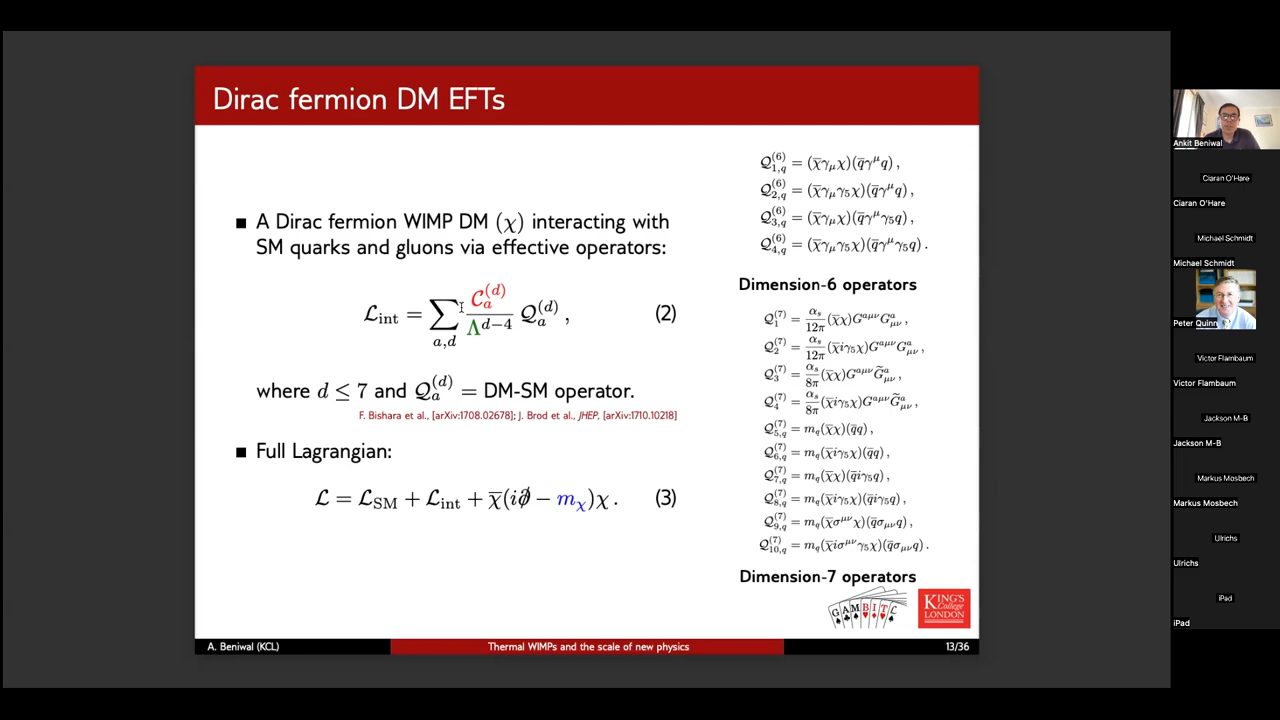 Dirac fermion DM EFTs
■ A Dirac fermion WIMP DM (χ) interacting with
SM quarks and gluons via effective operators:
ℒ_int = ∑_{a,d} 𝒞_a^{(d)} / Λ^{d−4} 𝒬_a^{(d)} , (2)
where d ≤ 7 and 𝒬_a^{(d)} = DM-SM operator.
F. Bishara et al., [arXiv:1708.02678]; J. Brod et al., JHEP, [arXiv:1710.10218]
■ Full Lagrangian:
ℒ = ℒ_SM + ℒ_int + χ̅(i∂̸ − m_χ)χ . (3)
𝒬_{1,q}^{(6)} = (χ̅γ_μχ)(q̅γ^μq) ,
𝒬_{2,q}^{(6)} = (χ̅γ_μγ_5χ)(q̅γ^μq) ,
𝒬_{3,q}^{(6)} = (χ̅γ_μχ)(q̅γ^μγ_5q) ,
𝒬_{4,q}^{(6)} = (χ̅γ_μγ_5χ)(q̅γ^μγ_5q) .
Dimension-6 operators
𝒬_1^{(7)} = α_s/12π (χ̅χ)G^{aμν}G^a_{μν} ,
𝒬_2^{(7)} = α_s/12π (χ̅iγ_5χ)G^{aμν}G^a_{μν} ,
𝒬_3^{(7)} = α_s/8π (χ̅χ)G^{aμν}G̃^a_{μν} ,
𝒬_4^{(7)} = α_s/8π (χ̅iγ_5χ)G^{aμν}G̃^a_{μν} ,
𝒬_{5,q}^{(7)} = m_q(χ̅χ)(q̅q) ,
𝒬_{6,q}^{(7)} = m_q(χ̅iγ_5χ)(q̅q) ,
𝒬_{7,q}^{(7)} = m_q(χ̅χ)(q̅iγ_5q) ,
𝒬_{8,q}^{(7)} = m_q(χ̅iγ_5χ)(q̅iγ_5q) ,
𝒬_{9,q}^{(7)} = m_q(χ̅σ^{μν}χ)(q̅σ_{μν}q) ,
𝒬_{10,q}^{(7)} = m_q(χ̅iσ^{μν}γ_5χ)(q̅σ_{μν}q) .
Dimension-7 operators
GAMBIT
KING'S
College
LONDON
A. Beniwal (KCL)
Thermal WIMPs and the scale of new physics
13/36
Ankit Beniwal
Ciaran O'Hare
Ciaran O'Hare
Michael Schmidt
Michael Schmidt
Peter Quinn
Victor Flambaum
Victor Flambaum
Jackson M-B
Jackson M-B
Markus Mosbech
Markus Mosbech
Ulrichs
Ulrichs
iPad
iPad